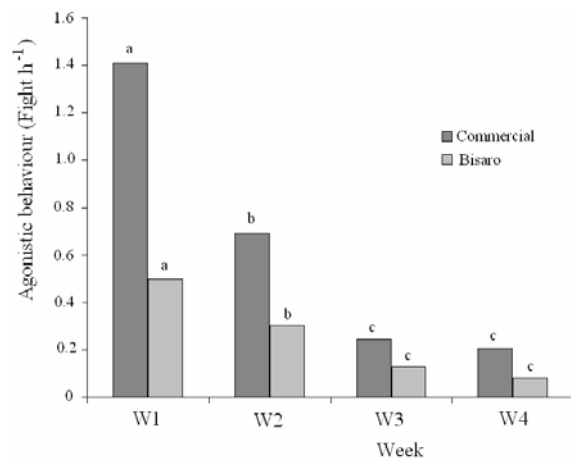 Agonistic behaviour (Fight h⁻¹)
1.6
1.4
1.2
1.0
0.8
0.6
0.4
0.2
0
a
a
b
b
c
c
c
c
Commercial
Bisaro
W1
W2
W3
W4
Week